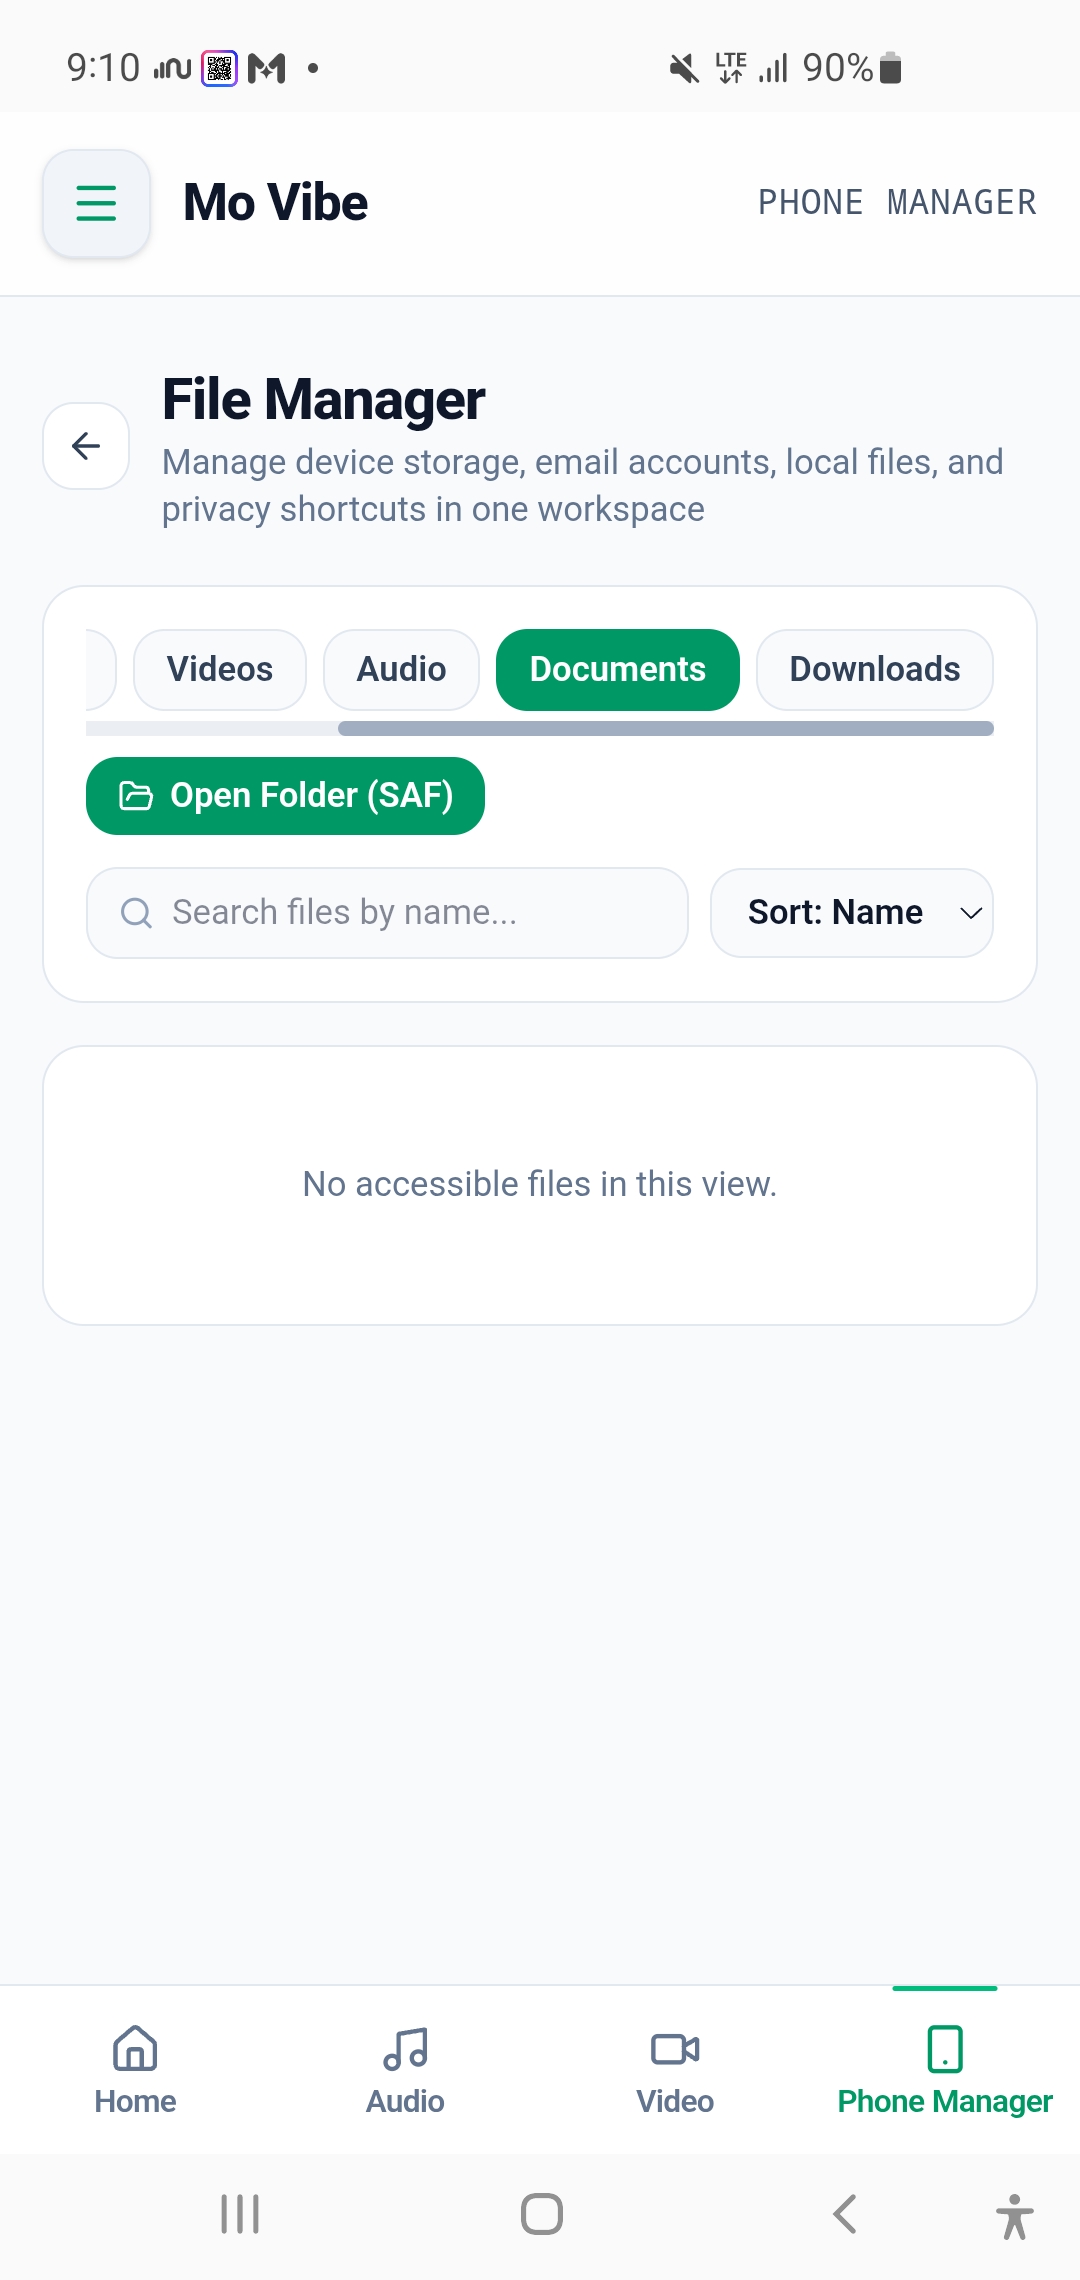 9:10
LTE
90%
Mo Vibe
PHONE MANAGER
File Manager
Manage device storage, email accounts, local files, and
privacy shortcuts in one workspace
Videos
Audio
Documents
Downloads
Open Folder (SAF)
Search files by name...
Sort: Name
No accessible files in this view.
Home
Audio
Video
Phone Manager